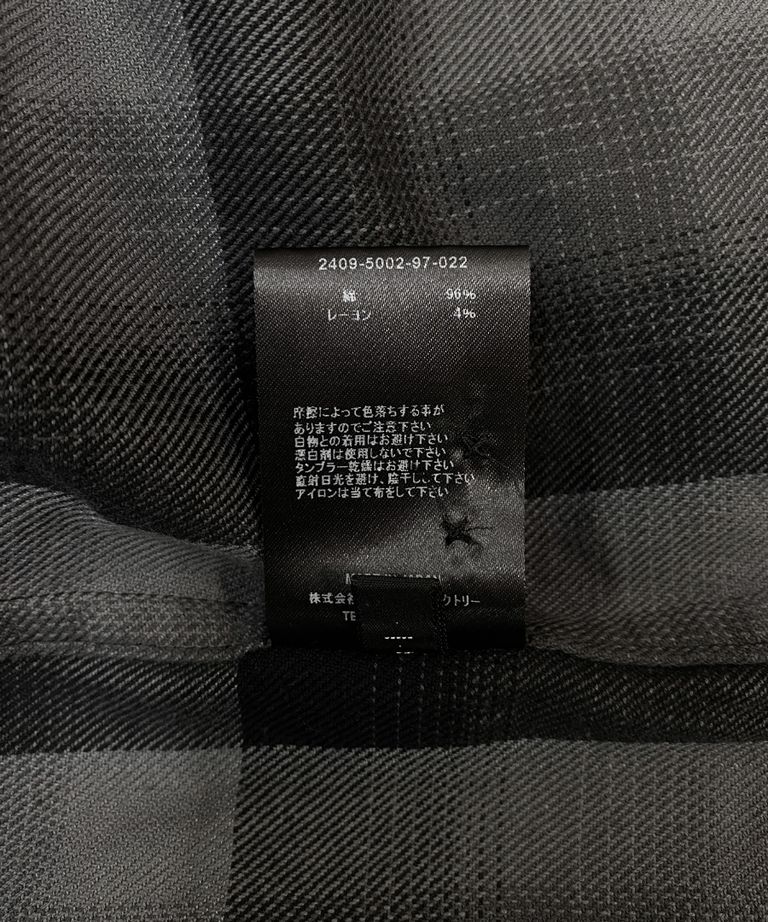 2409-5002-97-022
綿 96%
レーヨン 4%
摩擦によって色落ちする事が
ありますのでご注意下さい
白物との着用はお避け下さい
漂白剤は使用しないで下さい
タンブラー乾燥はお避け下さい
直射日光を避け、陰干しして下さい
アイロンは当て布をして下さい
株式会 クトリー
TE